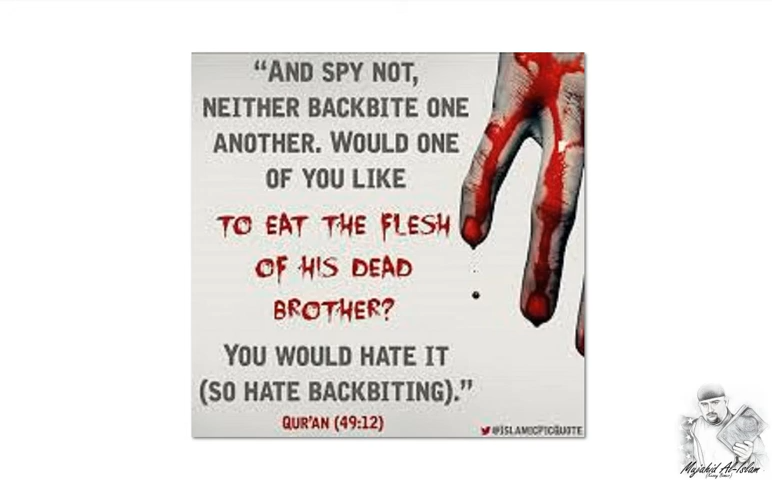 “AND SPY NOT,
NEITHER BACKBITE ONE
ANOTHER. WOULD ONE
OF YOU LIKE
TO EAT THE FLESH
OF HIS DEAD
BROTHER?
YOU WOULD HATE IT
(SO HATE BACKBITING).”
QUR'AN (49:12)
@ISLAMICPICQUOTE
Mujahid Al-Islam